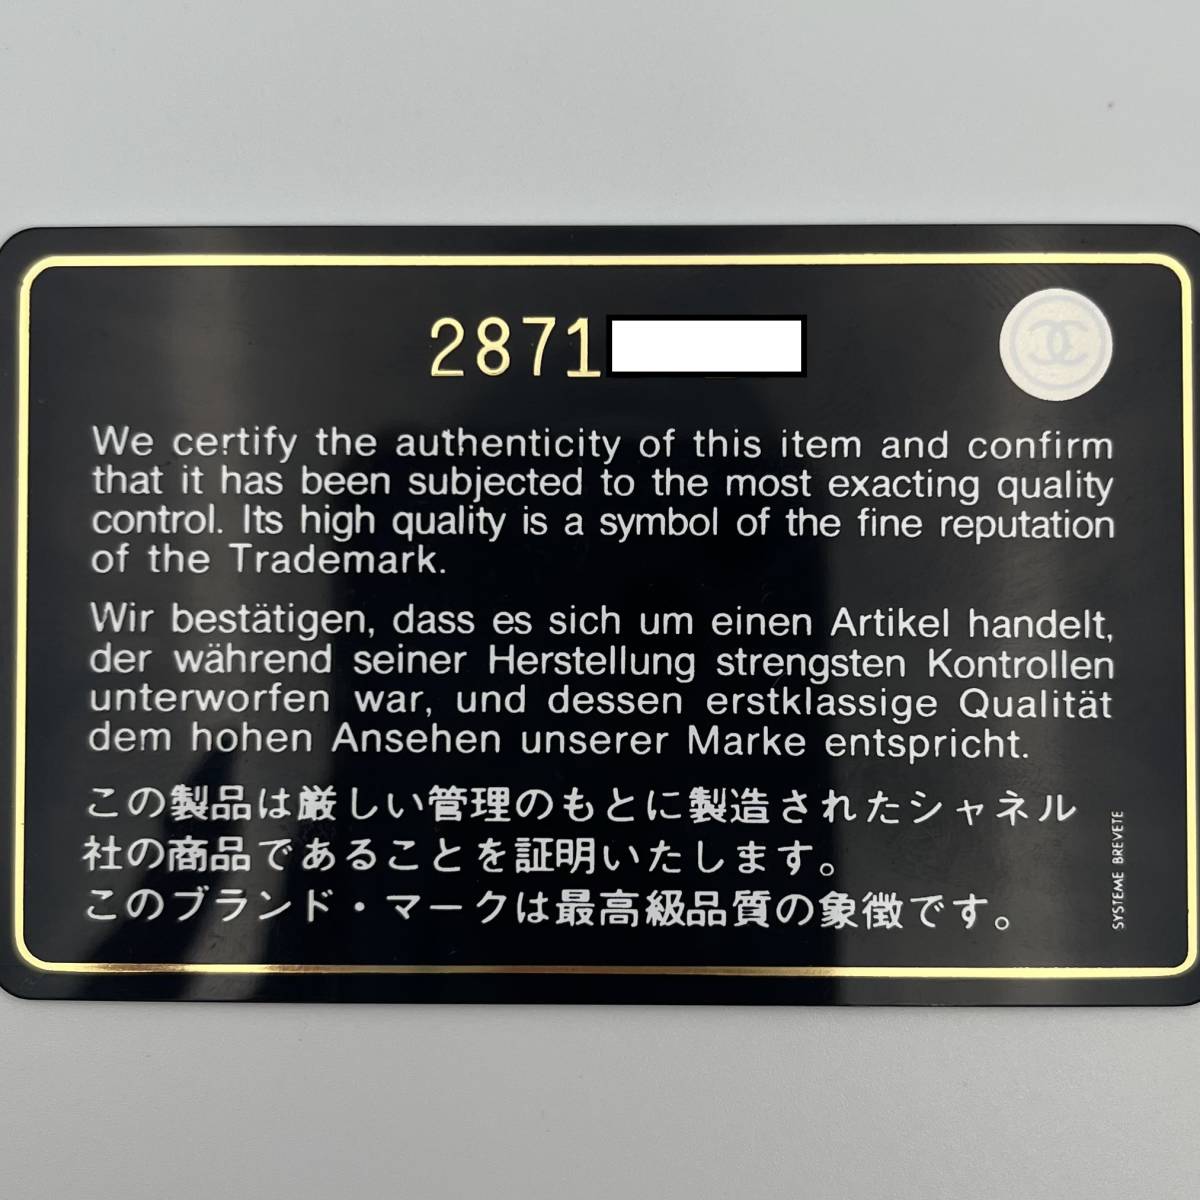 2871
We certify the authenticity of this item and confirm
that it has been subjected to the most exacting quality
control. Its high quality is a symbol of the fine reputation
of the Trademark.
Wir bestätigen, dass es sich um einen Artikel handelt,
der während seiner Herstellung strengsten Kontrollen
unterworfen war, und dessen erstklassige Qualität
dem hohen Ansehen unserer Marke entspricht.
この製品は厳しい管理のもとに製造されたシャネル
社の商品であることを証明いたします。
このブランド・マークは最高級品質の象徴です。
SYSTEME BREVETE